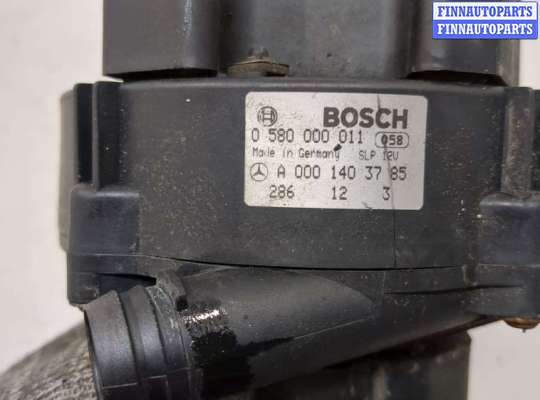 FINNAUTOPARTS
FINNAUTOPARTS
BOSCH
0 580 000 011 058
Made in Germany SLP 12V
A 000 140 37 85
286 12 3